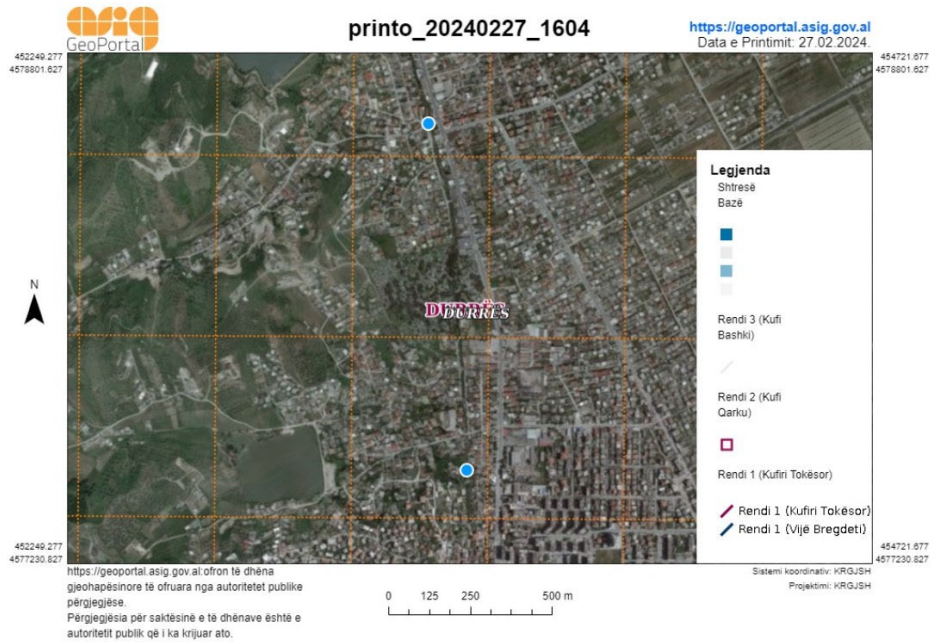 asig
GeoPortal
printo_20240227_1604
https://geoportal.asig.gov.al
Data e Printimit: 27.02.2024.
452249.277
4578801.627
454721.677
4578801.627
Legjenda
Shtresë
Bazë
Rendi 3 (Kufi
Bashki)
Rendi 2 (Kufi
Qarku)
Rendi 1 (Kufiri Tokësor)
Rendi 1 (Kufiri Tokësor)
Rendi 1 (Vijë Bregdeti)
N
DURRËS
DURRËS
452249.277
4577230.827
454721.677
4577230.827
https://geoportal.asig.gov.al:ofron të dhëna
gjeohapësinore të ofruara nga autoritetet publike
përgjegjëse.
Përgjegjësia për saktësinë e të dhënave është e
autoritetit publik që i ka krijuar ato.
0 125 250 500 m
Sistemi koordinativ: KRGJSH
Projektimi: KRGJSH